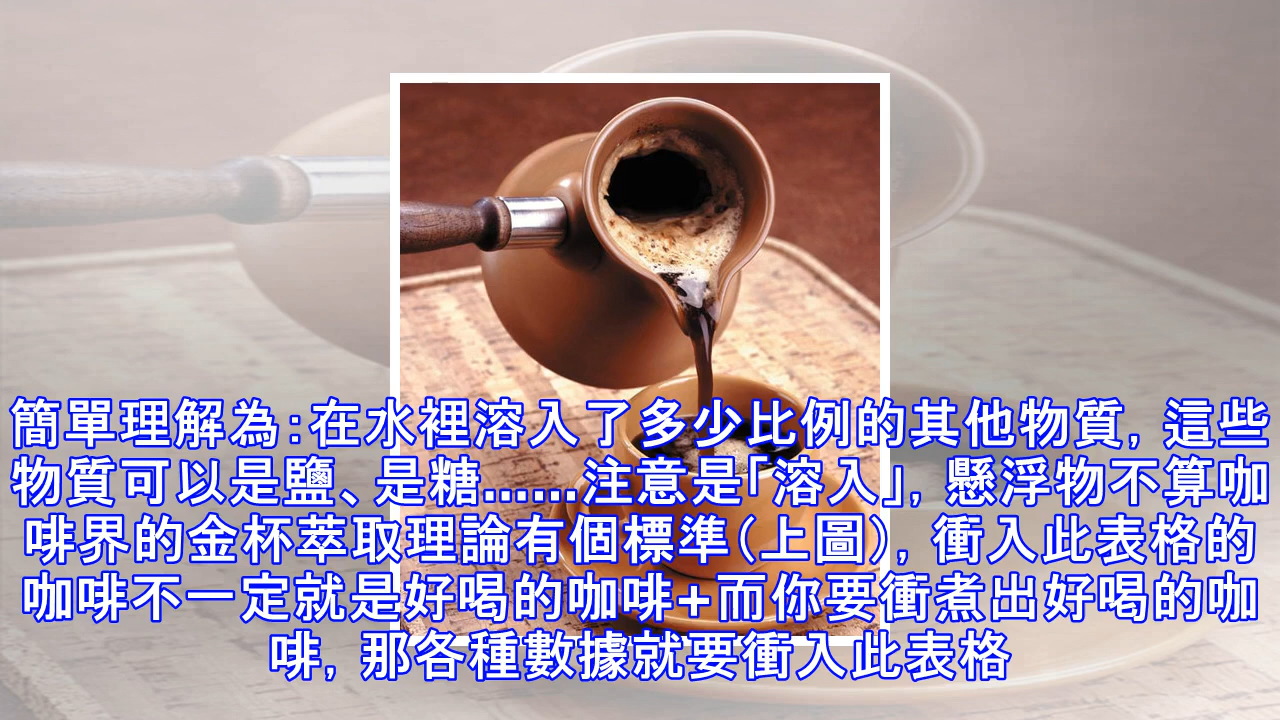 簡單理解為:在水裡溶入了多少比例的其他物質, 這些
物質可以是鹽、是糖......注意是「溶入」, 懸浮物不算咖
啡界的金杯萃取理論有個標準(上圖), 衝入此表格的
咖啡不一定就是好喝的咖啡+而你要衝煮出好喝的咖
啡, 那各種數據就要衝入此表格